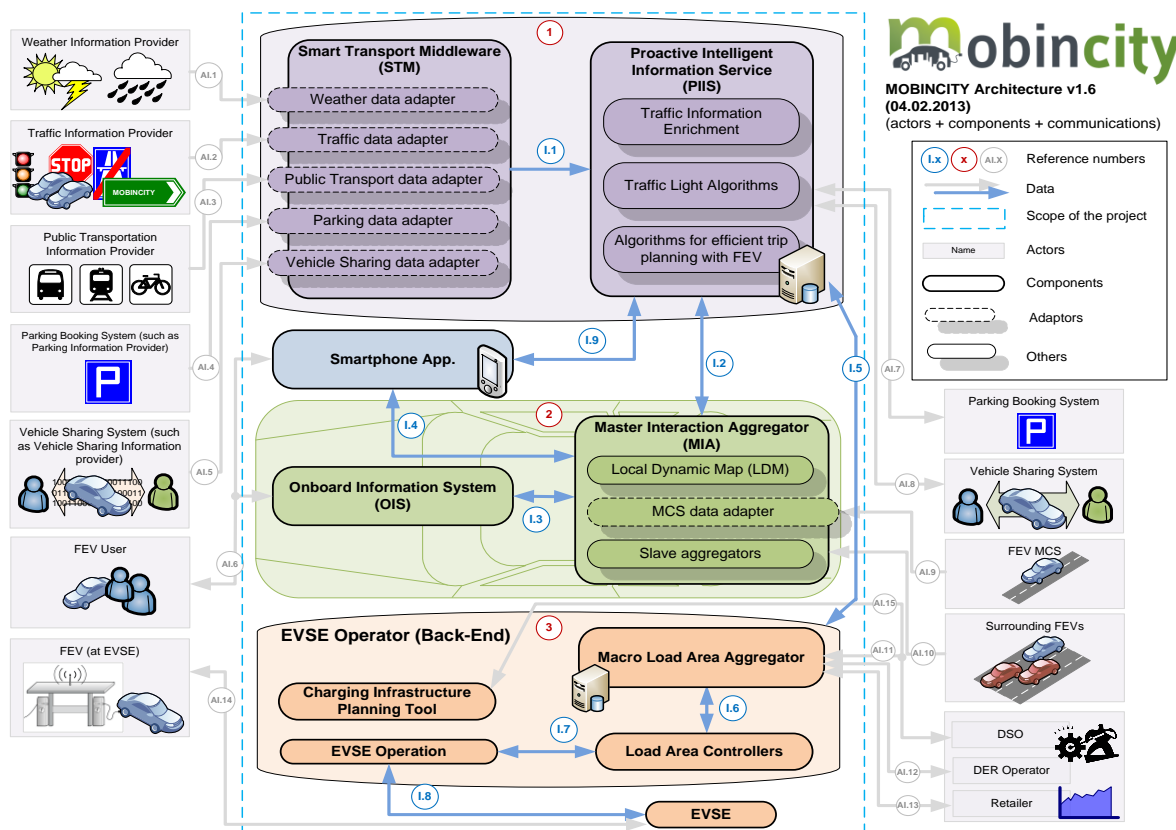 mobincity
MOBINCITY Architecture v1.6
(04.02.2013)
(actors + components + communications)
I.x
x
AI.X
Reference numbers
Data
Scope of the project
Name
Actors
Components
Adaptors
Others
Weather Information Provider
AI.1
Traffic Information Provider
STOP
MOBINCITY
AI.2
AI.3
Public Transportation
Information Provider
Parking Booking System (such as
Parking Information Provider)
P
AI.4
Vehicle Sharing System (such
as Vehicle Sharing Information
provider)
AI.5
FEV User
AI.6
FEV (at EVSE)
AI.14
1
Smart Transport Middleware
(STM)
Weather data adapter
Traffic data adapter
Public Transport data adapter
Parking data adapter
Vehicle Sharing data adapter
I.1
Proactive Intelligent
Information Service
(PIIS)
Traffic Information
Enrichment
Traffic Light Algorithms
Algorithms for efficient trip
planning with FEV
Smartphone App.
I.9
I.2
I.5
I.4
2
Master Interaction Aggregator
(MIA)
Local Dynamic Map (LDM)
MCS data adapter
Slave aggregators
Onboard Information System
(OIS)
I.3
3
EVSE Operator (Back-End)
Macro Load Area Aggregator
Charging Infrastructure
Planning Tool
I.6
EVSE Operation
I.7
Load Area Controllers
I.8
EVSE
AI.7
Parking Booking System
P
AI.8
Vehicle Sharing System
AI.9
FEV MCS
AI.15
AI.11
AI.10
Surrounding FEVs
DSO
AI.12
DER Operator
AI.13
Retailer